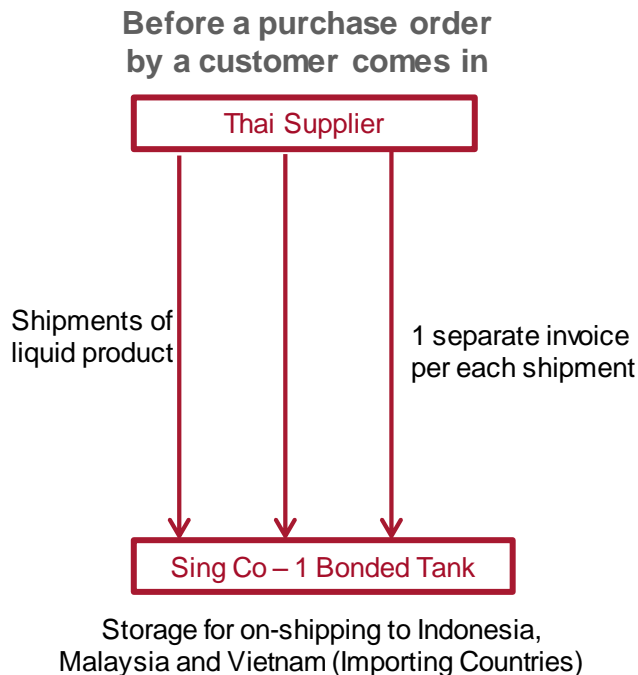 Before a purchase order
by a customer comes in
Thai Supplier
Shipments of
liquid product
1 separate invoice
per each shipment
Sing Co – 1 Bonded Tank
Storage for on-shipping to Indonesia,
Malaysia and Vietnam (Importing Countries)